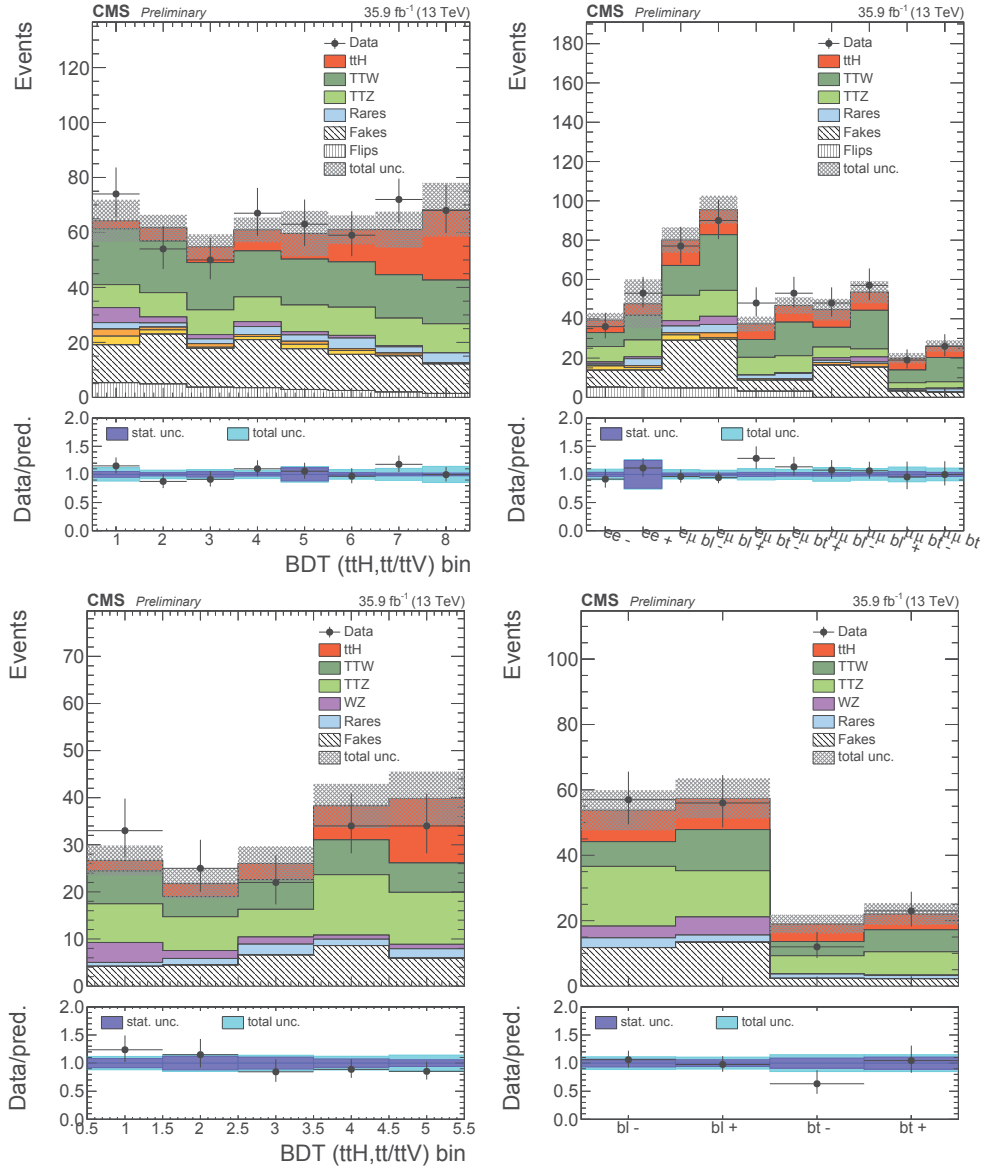 CMS Preliminary 35.9 fb⁻¹ (13 TeV)
Events
120
100
80
60
40
20
0
Data
ttH
TTW
TTZ
Rares
Fakes
Flips
total unc.
Data/pred.
2.0
1.5
1.0
0.5
0.0
stat. unc. total unc.
1 2 3 4 5 6 7 8
BDT (ttH,tt/ttV) bin
CMS Preliminary 35.9 fb⁻¹ (13 TeV)
Events
180
160
140
120
100
80
60
40
20
0
Data
ttH
TTW
TTZ
Rares
Fakes
Flips
total unc.
Data/pred.
2.0
1.5
1.0
0.5
0.0
stat. unc. total unc.
ee - ee + eμ bl - eμ bl + eμ bt - eμ bt + μμ bl - μμ bl + μμ bt - μμ bt
CMS Preliminary 35.9 fb⁻¹ (13 TeV)
Events
70
60
50
40
30
20
10
0
Data
ttH
TTW
TTZ
WZ
Rares
Fakes
total unc.
Data/pred.
2.0
1.5
1.0
0.5
0.0
stat. unc. total unc.
0.5 1 1.5 2 2.5 3 3.5 4 4.5 5 5.5
BDT (ttH,tt/ttV) bin
CMS Preliminary 35.9 fb⁻¹ (13 TeV)
Events
100
80
60
40
20
0
Data
ttH
TTW
TTZ
WZ
Rares
Fakes
total unc.
Data/pred.
2.0
1.5
1.0
0.5
0.0
stat. unc. total unc.
bl - bl + bt - bt +